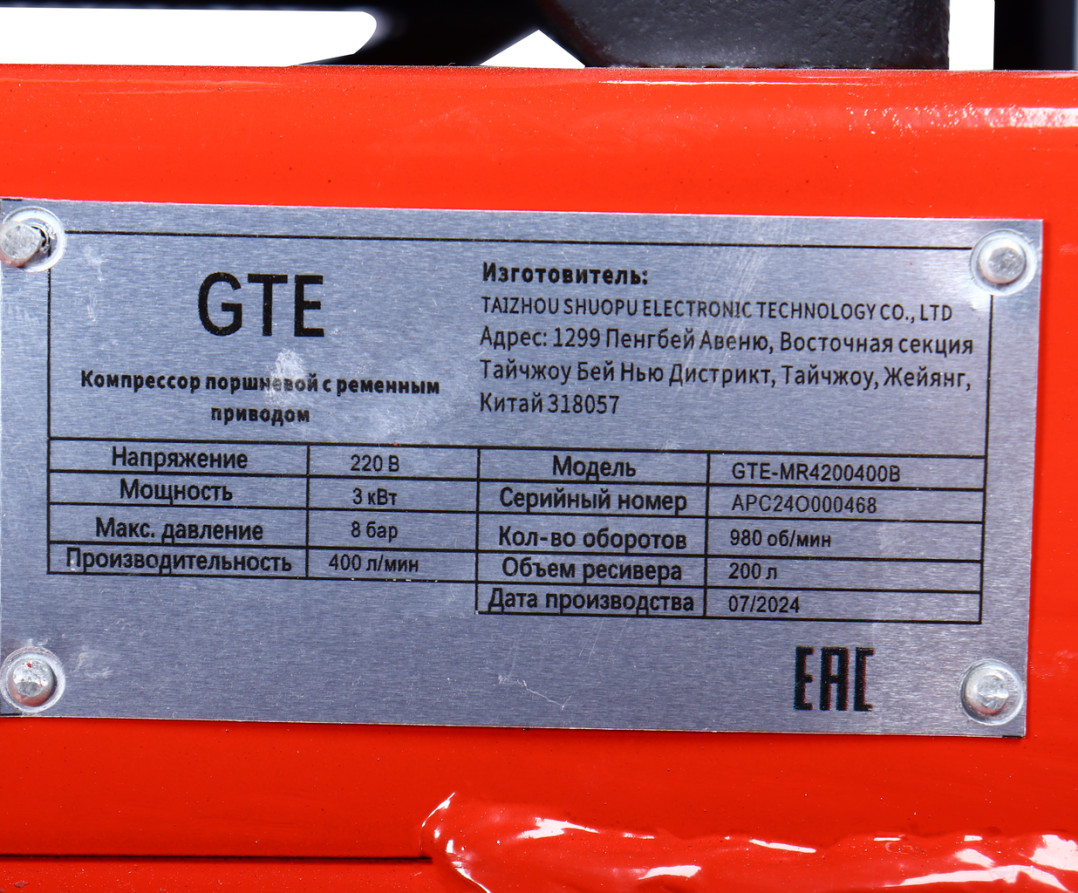 GTE
Компрессор поршневой с ременным
приводом
Изготовитель:
TAIZHOU SHUOPU ELECTRONIC TECHNOLOGY CO., LTD
Адрес: 1299 Пенгбей Авеню, Восточная секция
Тайчжоу Бей Нью Дистрикт, Тайчжоу, Жейянг,
Китай 318057
Напряжение 220 В
Мощность 3 кВт
Макс. давление 8 бар
Производительность 400 л/мин
Модель GTE-MR4200400B
Серийный номер APC24O000468
Кол-во оборотов 980 об/мин
Объем ресивера 200 л
Дата производства 07/2024
EAC